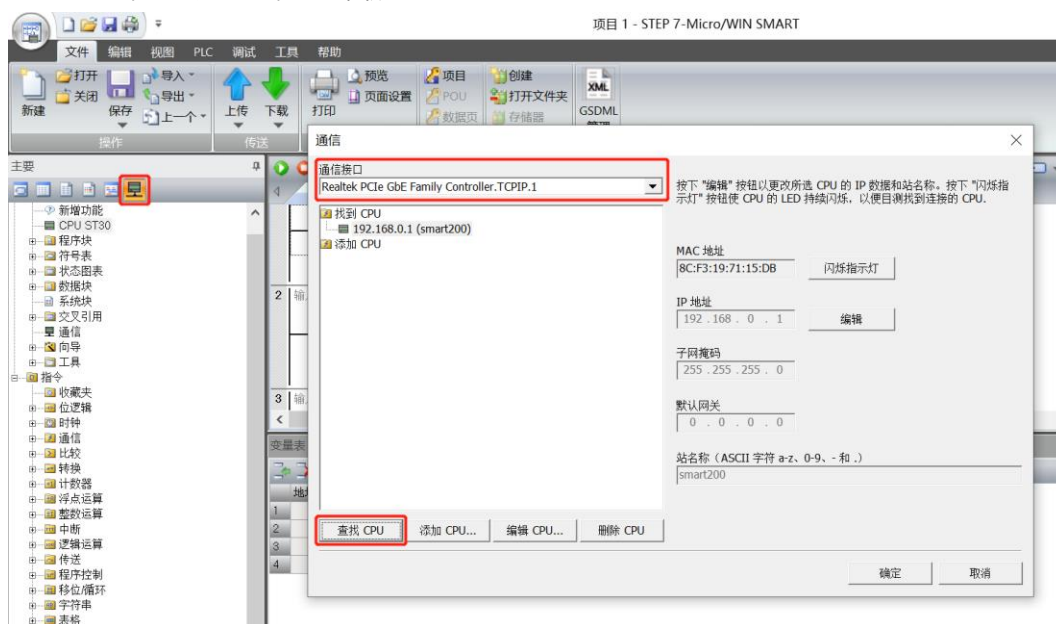 项目 1 - STEP 7-Micro/WIN SMART
文件 编辑 视图 PLC 调试 工具 帮助
新建
打开
关闭
保存
导入
导出
上一个
操作
上传
下载
传送
打印
预览
页面设置
项目
POU
数据页
创建
打开文件夹
存储器
XML
GSDML
主要
新增功能
CPU ST30
程序块
符号表
状态图表
数据块
系统块
交叉引用
通信
向导
工具
指令
收藏夹
位逻辑
时钟
通信
比较
转换
计数器
浮点运算
整数运算
中断
逻辑运算
传送
程序控制
移位/循环
字符串
表格
2 输
3 输
变量表
1
2
3
4
通信
通信接口
Realtek PCIe GbE Family Controller.TCPIP.1
找到 CPU
192.168.0.1 (smart200)
添加 CPU
查找 CPU 添加 CPU... 编辑 CPU... 删除 CPU
按下 "编辑" 按钮以更改所选 CPU 的 IP 数据和站名称。按下 "闪烁指
示灯" 按钮使 CPU 的 LED 持续闪烁，以便目测找到连接的 CPU.
MAC 地址
8C:F3:19:71:15:DB 闪烁指示灯
IP 地址
192 . 168 . 0 . 1 编辑
子网掩码
255 . 255 . 255 . 0
默认网关
0 . 0 . 0 . 0
站名称（ASCII 字符 a-z、0-9、- 和 .）
smart200
确定 取消